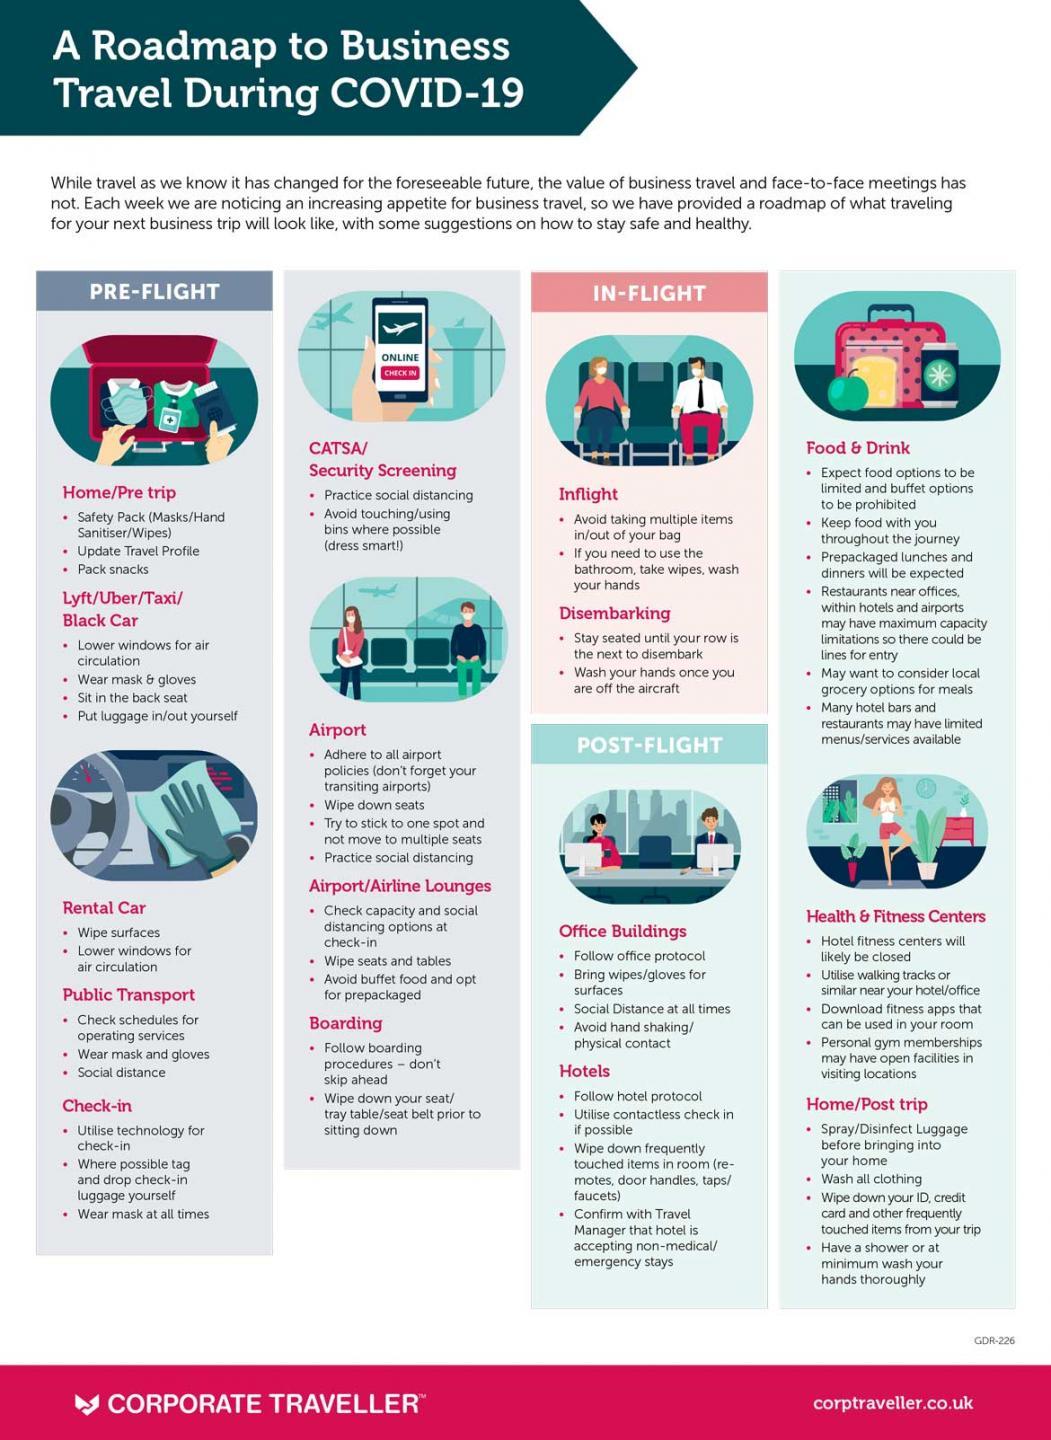 A Roadmap to Business
Travel During COVID-19
While travel as we know it has changed for the foreseeable future, the value of business travel and face-to-face meetings has
not. Each week we are noticing an increasing appetite for business travel, so we have provided a roadmap of what traveling
for your next business trip will look like, with some suggestions on how to stay safe and healthy.
PRE-FLIGHT
Home/Pre trip
• Safety Pack (Masks/Hand
Sanitiser/Wipes)
• Update Travel Profile
• Pack snacks
Lyft/Uber/Taxi/
Black Car
• Lower windows for air
circulation
• Wear mask & gloves
• Sit in the back seat
• Put luggage in/out yourself
Rental Car
• Wipe surfaces
• Lower windows for
air circulation
Public Transport
• Check schedules for
operating services
• Wear mask and gloves
• Social distance
Check-in
• Utilise technology for
check-in
• Where possible tag
and drop check-in
luggage yourself
• Wear mask at all times
ONLINE
CHECK IN
CATSA/
Security Screening
• Practice social distancing
• Avoid touching/using
bins where possible
(dress smart!)
Airport
• Adhere to all airport
policies (don't forget your
transiting airports)
• Wipe down seats
• Try to stick to one spot and
not move to multiple seats
• Practice social distancing
Airport/Airline Lounges
• Check capacity and social
distancing options at
check-in
• Wipe seats and tables
• Avoid buffet food and opt
for prepackaged
Boarding
• Follow boarding
procedures – don't
skip ahead
• Wipe down your seat/
tray table/seat belt prior to
sitting down
IN-FLIGHT
Inflight
• Avoid taking multiple items
in/out of your bag
• If you need to use the
bathroom, take wipes, wash
your hands
Disembarking
• Stay seated until your row is
the next to disembark
• Wash your hands once you
are off the aircraft
POST-FLIGHT
Office Buildings
• Follow office protocol
• Bring wipes/gloves for
surfaces
• Social Distance at all times
• Avoid hand shaking/
physical contact
Hotels
• Follow hotel protocol
• Utilise contactless check in
if possible
• Wipe down frequently
touched items in room (re-
motes, door handles, taps/
faucets)
• Confirm with Travel
Manager that hotel is
accepting non-medical/
emergency stays
Food & Drink
• Expect food options to be
limited and buffet options
to be prohibited
• Keep food with you
throughout the journey
• Prepackaged lunches and
dinners will be expected
• Restaurants near offices,
within hotels and airports
may have maximum capacity
limitations so there could be
lines for entry
• May want to consider local
grocery options for meals
• Many hotel bars and
restaurants may have limited
menus/services available
Health & Fitness Centers
• Hotel fitness centers will
likely be closed
• Utilise walking tracks or
similar near your hotel/office
• Download fitness apps that
can be used in your room
• Personal gym memberships
may have open facilities in
visiting locations
Home/Post trip
• Spray/Disinfect Luggage
before bringing into
your home
• Wash all clothing
• Wipe down your ID, credit
card and other frequently
touched items from your trip
• Have a shower or at
minimum wash your
hands thoroughly
GDR-226
CORPORATE TRAVELLER™
corptraveller.co.uk